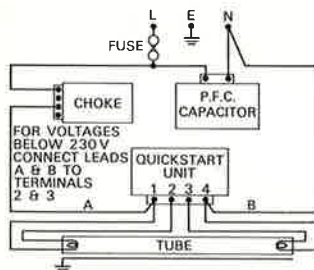 L E N
FUSE
CHOKE
P.F.C.
CAPACITOR
FOR VOLTAGES
BELOW 230 V
CONNECT LEADS
A & B TO
TERMINALS
2 & 3
QUICKSTART
UNIT
1 2 3 4
A B
TUBE